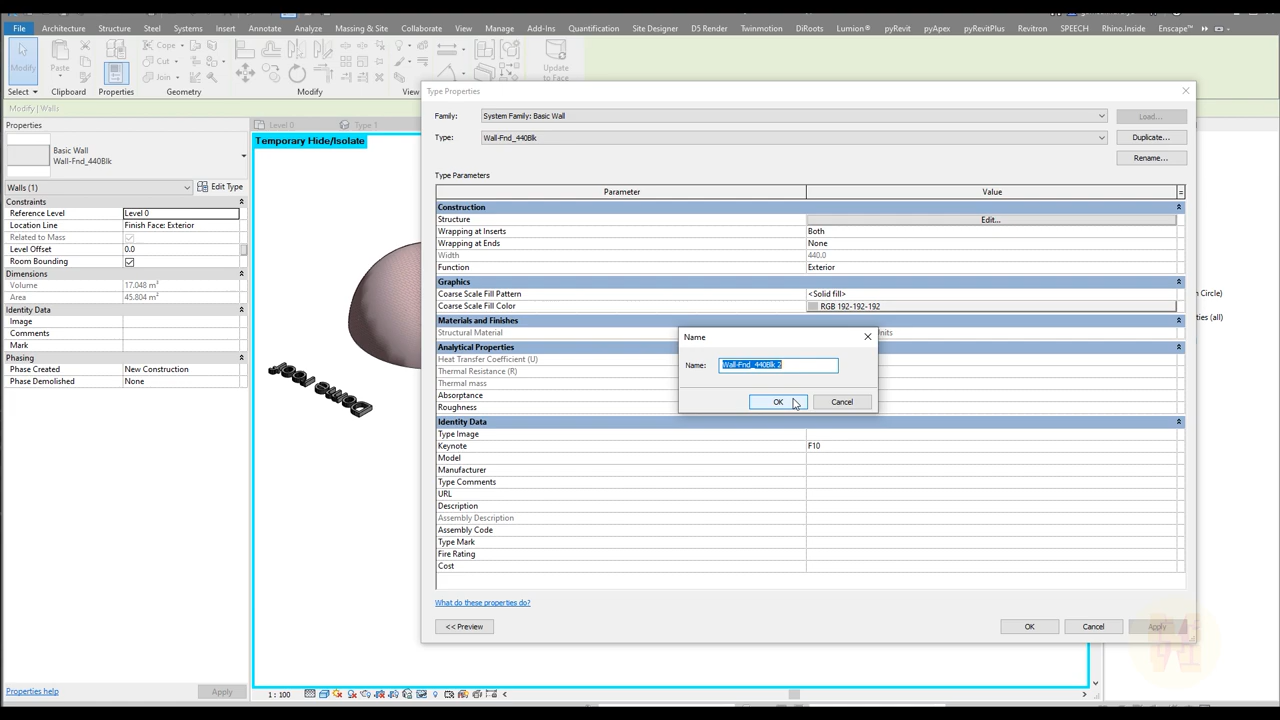 File Architecture Structure Steel Systems Insert Annotate Analyze Massing & Site Collaborate View Manage Add-Ins Quantification Site Designer D5 Render Twinmotion DiRoots Lumion® pyRevit pyApex pyRevitPlus Revitron SPEECH Rhino.Inside Enscape™
Modify Paste Cope Cut Join Update
to Face
Select Clipboard Properties Modify
Modify | Walls
Properties
Level 0 Type 1
Temporary Hide/Isolate
Basic Wall
Wall-Fnd_440Blk
Walls (1) Edit Type
Constraints
Reference Level Level 0
Location Line Finish Face: Exterior
Related to Mass
Level Offset 0.0
Room Bounding
Dimensions
Volume 17.048 m³
Area 45.804 m²
Identity Data
Image
Comments
Mark
Phasing
Phase Created New Construction
Phase Demolished None
Properties help Apply
Dome use?
Type Properties
Family: System Family: Basic Wall Load...
Type: Wall-Fnd_440Blk Duplicate...
Rename...
Type Parameters
Parameter Value =
Construction
Structure Edit...
Wrapping at Inserts Both
Wrapping at Ends None
Width 440.0
Function Exterior
Graphics
Coarse Scale Fill Pattern <Solid fill>
Coarse Scale Fill Color RGB 192-192-192
Materials and Finishes
Structural Material
Analytical Properties
Heat Transfer Coefficient (U)
Thermal Resistance (R)
Thermal mass
Absorptance
Roughness
Identity Data
Type Image
Keynote F10
Model
Manufacturer
Type Comments
URL
Description
Assembly Description
Assembly Code
Type Mark
Fire Rating
Cost
What do these properties do?
<< Preview OK Cancel Apply
Name
Name: Wall-Fnd_440Blk 2
OK Cancel
Circle)
(all)
1 : 100